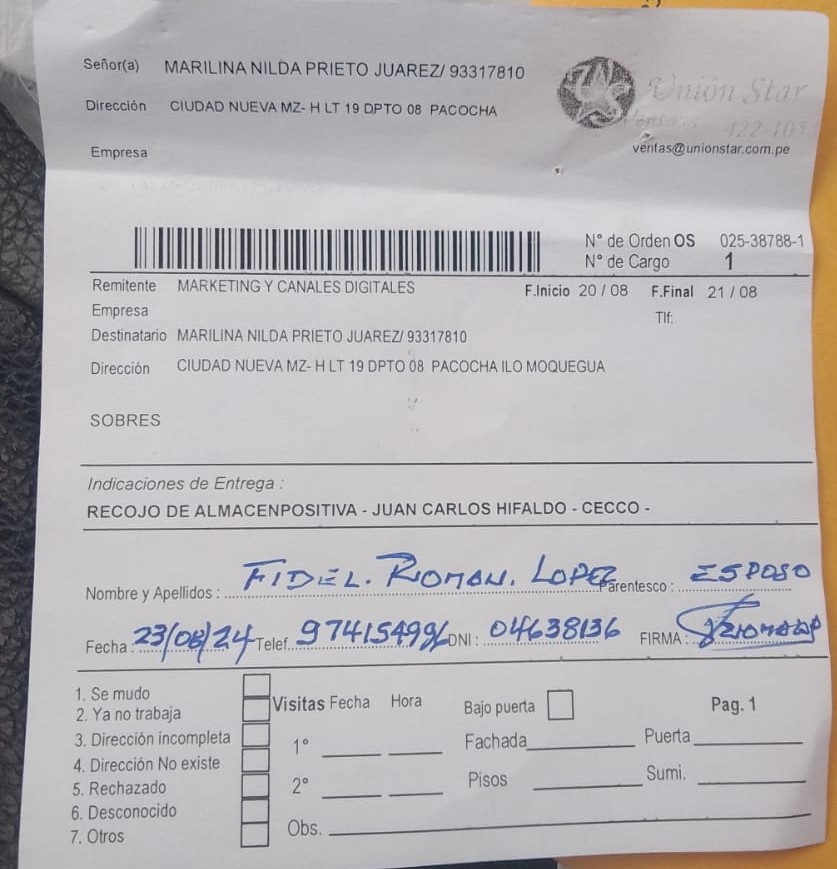 Señor(a) MARILINA NILDA PRIETO JUAREZ/ 93317810
Unión Star
Dirección CIUDAD NUEVA MZ- H LT 19 DPTO 08 PACOCHA
Ventas: 422-103
Empresa
ventas@unionstar.com.pe
N° de Orden OS 025-38788-1
N° de Cargo 1
Remitente MARKETING Y CANALES DIGITALES F.Inicio 20 / 08 F.Final 21 / 08
Empresa Tlf:
Destinatario MARILINA NILDA PRIETO JUAREZ/ 93317810
Dirección CIUDAD NUEVA MZ- H LT 19 DPTO 08 PACOCHA ILO MOQUEGUA
SOBRES
Indicaciones de Entrega :
RECOJO DE ALMACENPOSITIVA - JUAN CARLOS HIFALDO - CECCO -
Nombre y Apellidos : FIDEL. ROMAN. LOPEZ Parentesco : ESPOSO
Fecha : 23/08/24 Telef. 974154996 DNI : 04638136 FIRMA :
1. Se mudo
2. Ya no trabaja
3. Dirección incompleta
4. Dirección No existe
5. Rechazado
6. Desconocido
7. Otros
Visitas Fecha Hora Bajo puerta Pag. 1
1° Fachada Puerta
2° Pisos Sumi.
Obs.